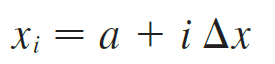 xᵢ = a + i Δx